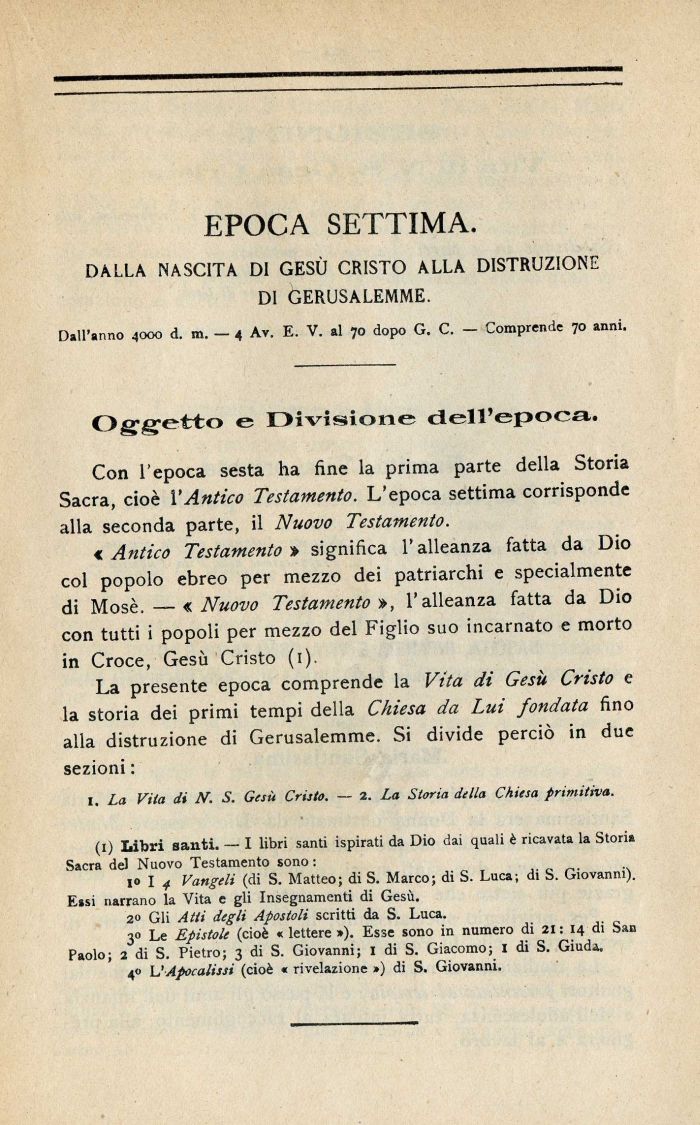 EPOCA SETTIMA.
DALLA NASCITA DI GESÙ CRISTO ALLA DISTRUZIONE
DI GERUSALEMME.
Dall'anno 4000 d. m. — 4 Av. E. V. al 70 dopo G. C. — Comprende 70 anni.
Oggetto e Divisione dell'epoca.
Con l'epoca sesta ha fine la prima parte della Storia
Sacra, cioè l'Antico Testamento. L'epoca settima corrisponde
alla seconda parte, il Nuovo Testamento.
« Antico Testamento » significa l'alleanza fatta da Dio
col popolo ebreo per mezzo dei patriarchi e specialmente
di Mosè. — « Nuovo Testamento », l'alleanza fatta da Dio
con tutti i popoli per mezzo del Figlio suo incarnato e morto
in Croce, Gesù Cristo (1).
La presente epoca comprende la Vita di Gesù Cristo e
la storia dei primi tempi della Chiesa da Lui fondata fino
alla distruzione di Gerusalemme. Si divide perciò in due
sezioni:
1. La Vita di N. S. Gesù Cristo. — 2. La Storia della Chiesa primitiva.
(1) Libri santi. — I libri santi ispirati da Dio dai quali è ricavata la Storia
Sacra del Nuovo Testamento sono:
1º I 4 Vangeli (di S. Matteo; di S. Marco; di S. Luca; di S. Giovanni).
Essi narrano la Vita e gli Insegnamenti di Gesù.
2º Gli Atti degli Apostoli scritti da S. Luca.
3º Le Epistole (cioè « lettere »). Esse sono in numero di 21: 14 di San
Paolo; 2 di S. Pietro; 3 di S. Giovanni; 1 di S. Giacomo; 1 di S. Giuda.
4º L'Apocalissi (cioè « rivelazione ») di S. Giovanni.